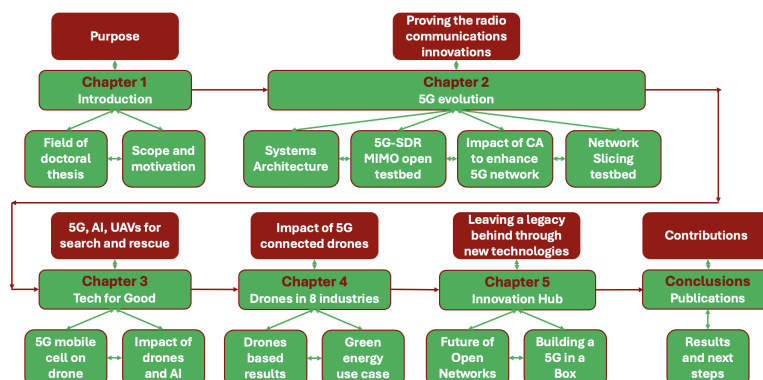 Purpose
Proving the radio
communications
innovations
Chapter 1
Introduction
Chapter 2
5G evolution
Field of
doctoral
thesis
Scope and
motivation
Systems
Architecture
5G-SDR
MIMO open
testbed
Impact of CA
to enhance
5G network
Network
Slicing
testbed
5G, AI, UAVs for
search and rescue
Impact of 5G
connected drones
Leaving a legacy
behind through
new technologies
Contributions
Chapter 3
Tech for Good
Chapter 4
Drones in 8 industries
Chapter 5
Innovation Hub
Conclusions
Publications
5G mobile
cell on
drone
Impact of
drones
and AI
Drones
based
results
Green
energy
use case
Future of
Open
Networks
Building a
5G in a
Box
Results
and next
steps